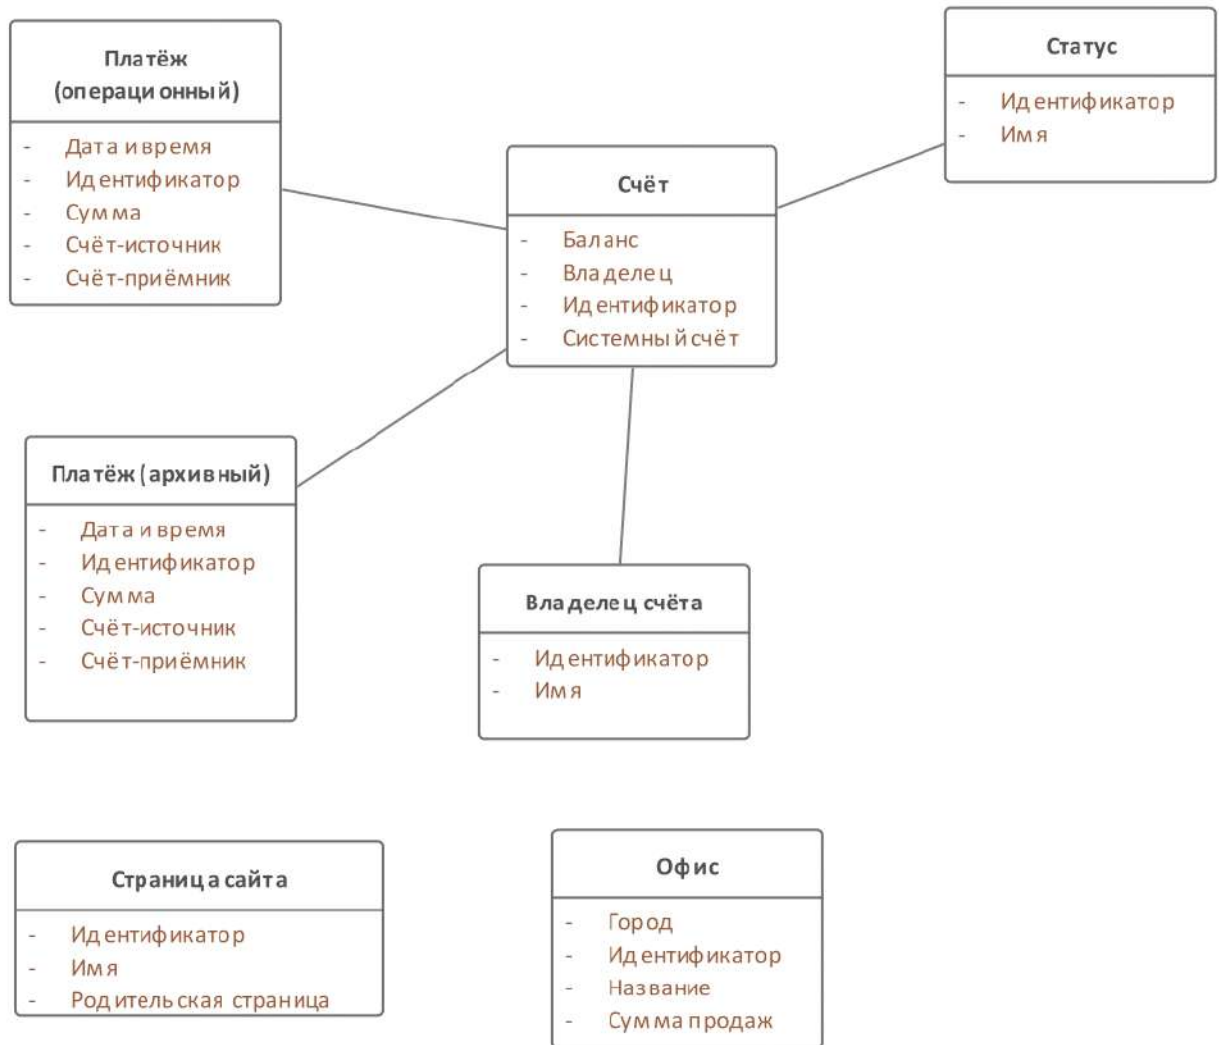 Платёж
(операционный)
- Дата и время
- Идентификатор
- Сумма
- Счёт-источник
- Счёт-приёмник
Статус
- Идентификатор
- Имя
Счёт
- Баланс
- Владелец
- Идентификатор
- Системный счёт
Платёж (архивный)
- Дата и время
- Идентификатор
- Сумма
- Счёт-источник
- Счёт-приёмник
Владелец счёта
- Идентификатор
- Имя
Страница сайта
- Идентификатор
- Имя
- Родительская страница
Офис
- Город
- Идентификатор
- Название
- Сумма продаж